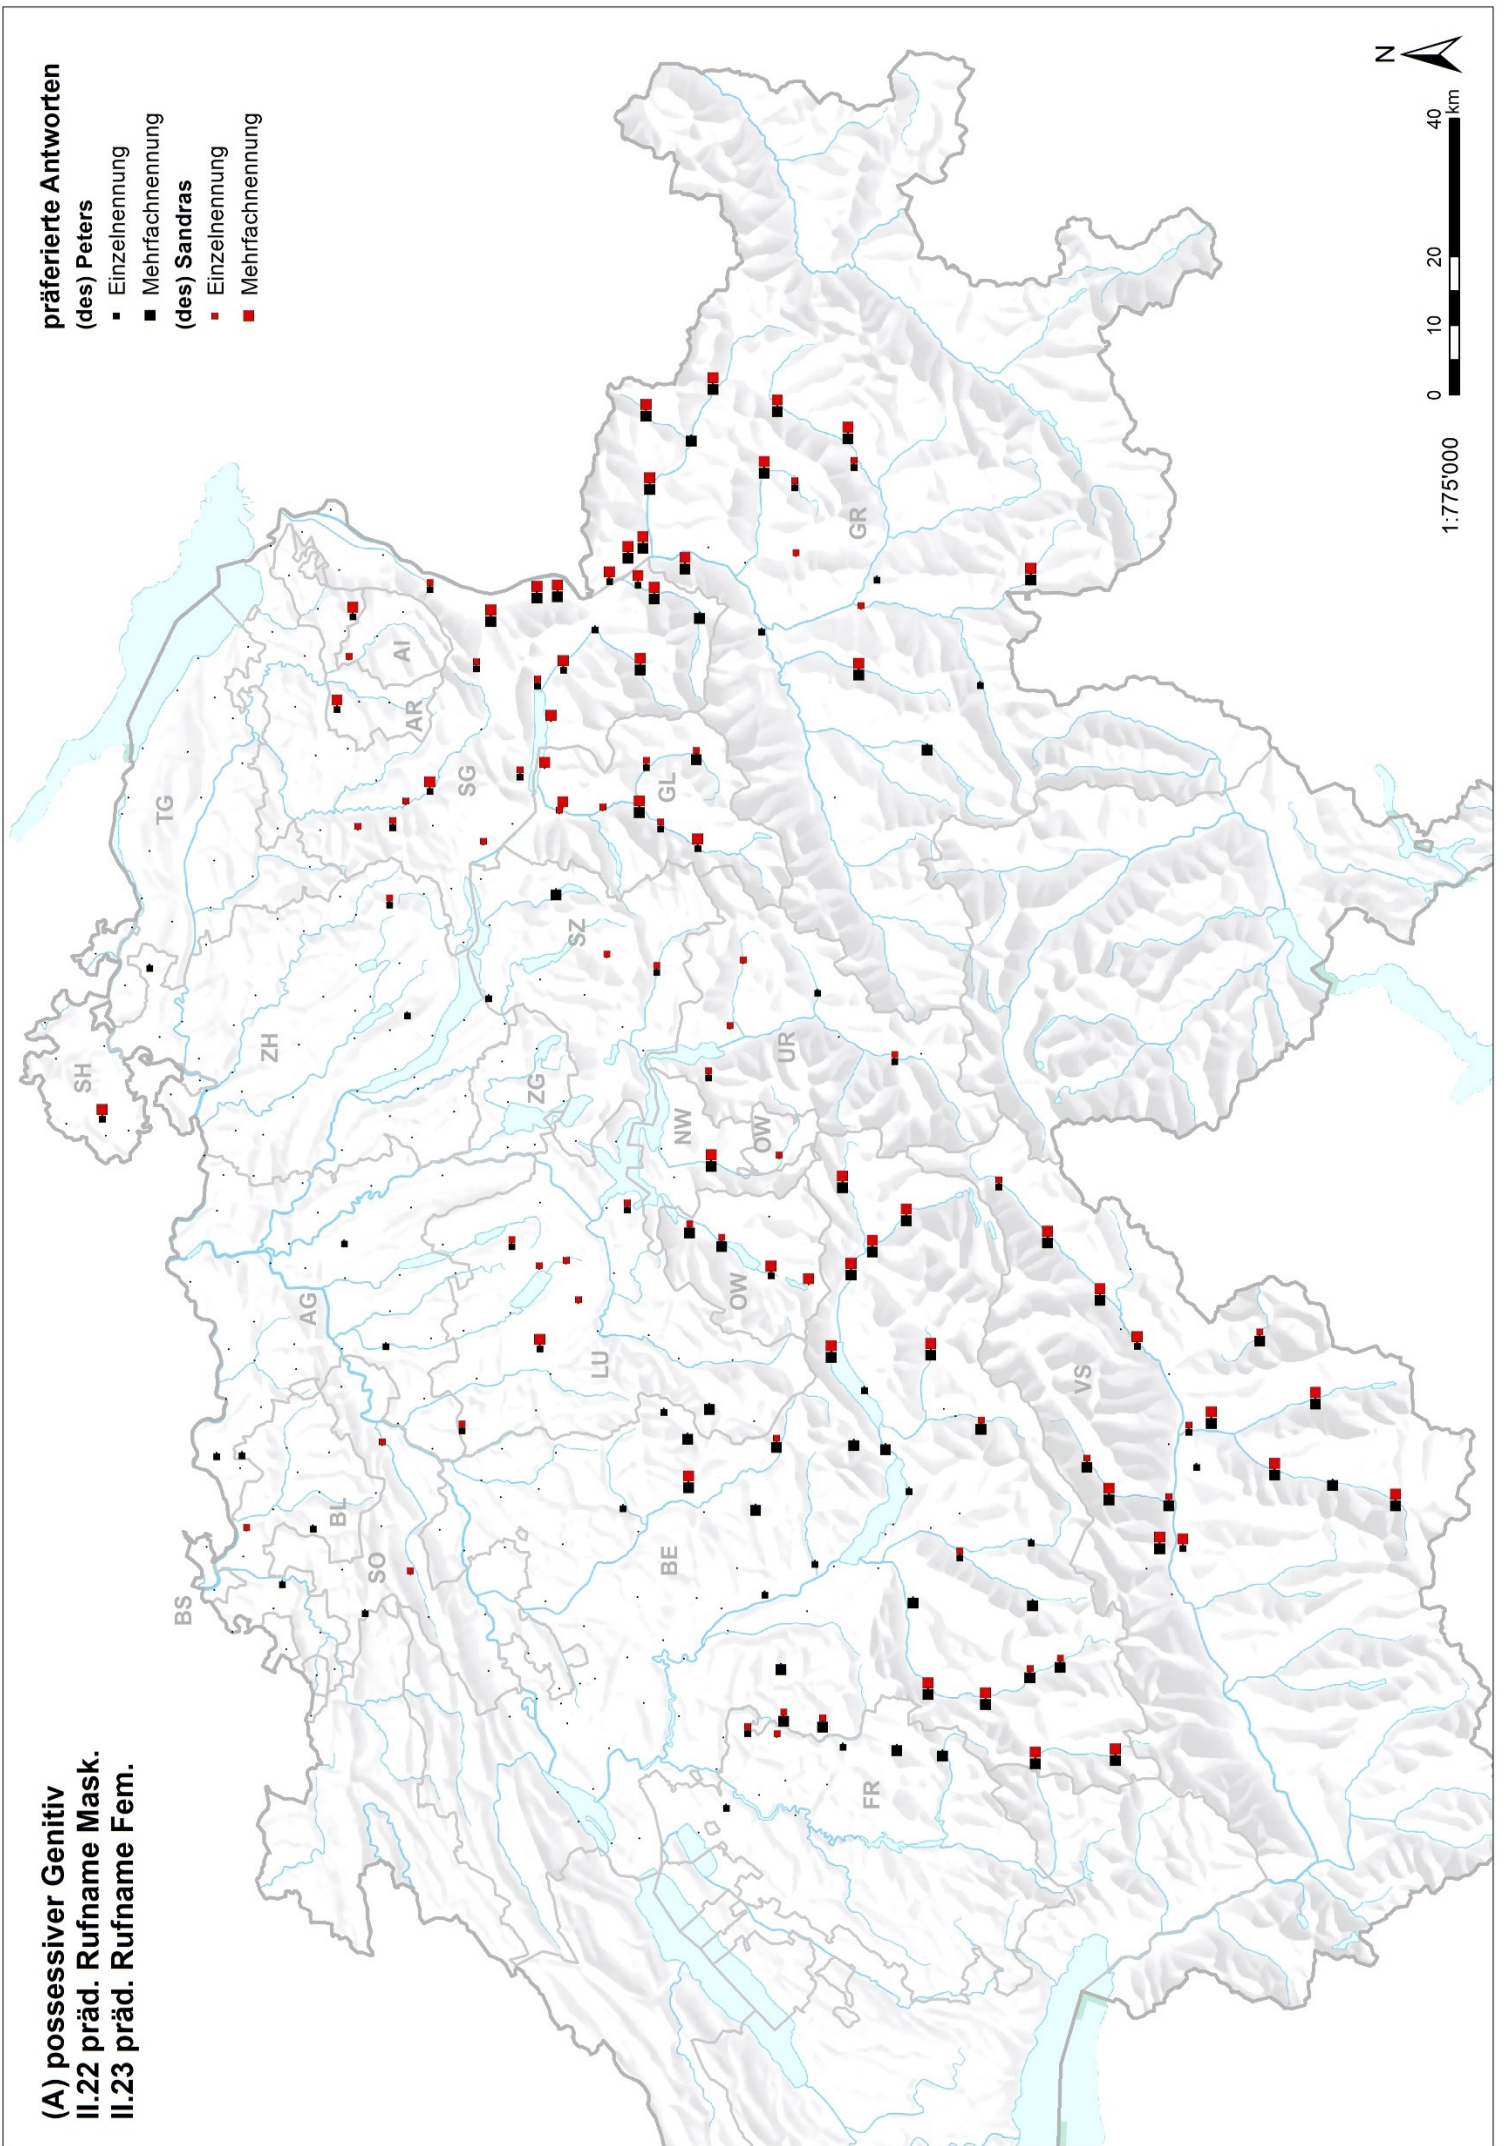 (A) possessiver Genitiv
II.22 präd. Rufname Mask.
II.23 präd. Rufname Fem.
präferierte Antworten
(des) Peters
Einzelnennung
Mehrfachnennung
(des) Sandras
Einzelnennung
Mehrfachnennung
BS
SH
TG
BL
AG
ZH
SO
AI
AR
SG
ZG
SZ
LU
BE
GL
NW
OW
OW
UR
FR
GR
VS
N
0 10 20 40
km
1:775'000